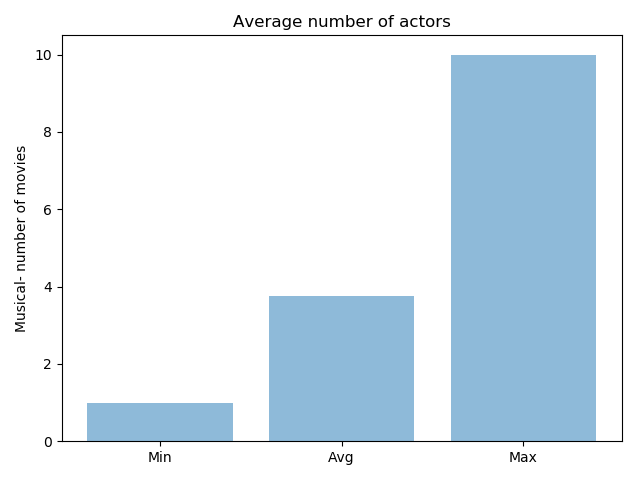 Average number of actors
Musical- number of movies
10
8
6
4
2
0
Min
Avg
Max